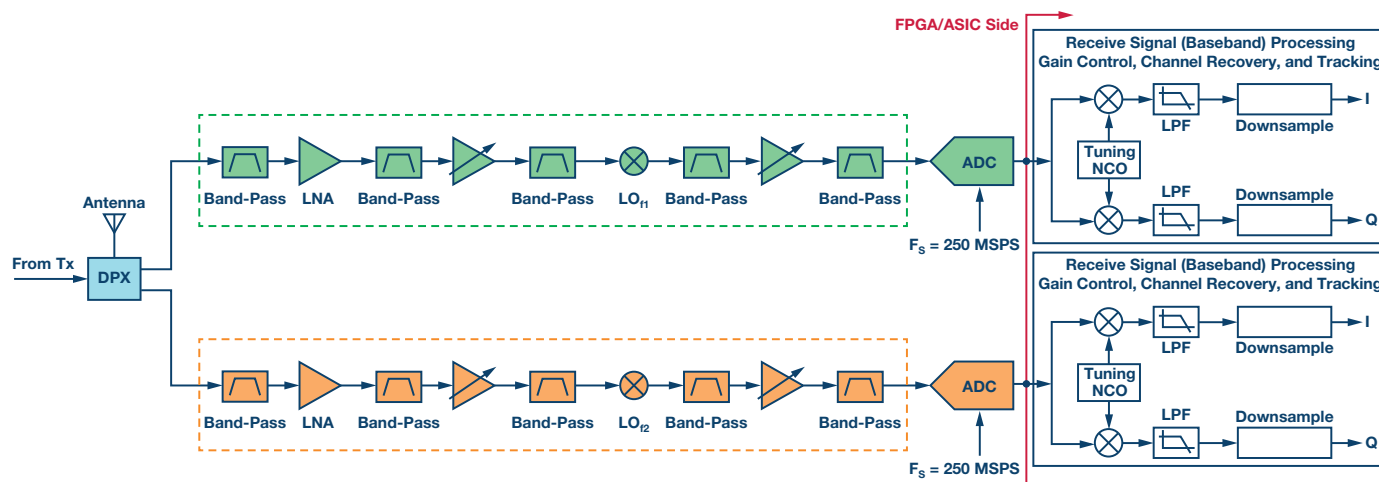 FPGA/ASIC Side
Receive Signal (Baseband) Processing
Gain Control, Channel Recovery, and Tracking
I
LPF
Downsample
Tuning
NCO
LPF
Downsample
Q
Band-Pass
LNA
Band-Pass
Band-Pass
LOf1
Band-Pass
Band-Pass
ADC
FS = 250 MSPS
Antenna
From Tx
DPX
Receive Signal (Baseband) Processing
Gain Control, Channel Recovery, and Tracking
I
LPF
Downsample
Tuning
NCO
LPF
Downsample
Q
Band-Pass
LNA
Band-Pass
Band-Pass
LOf2
Band-Pass
Band-Pass
ADC
FS = 250 MSPS